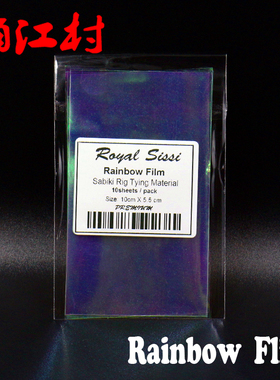 江村
Royal Sissi
Rainbow Film
Sabiki Rig Tying Material
10sheets / pack
Size: 10cm X 5.5 cm
PREMIUM
Rainbow Fl